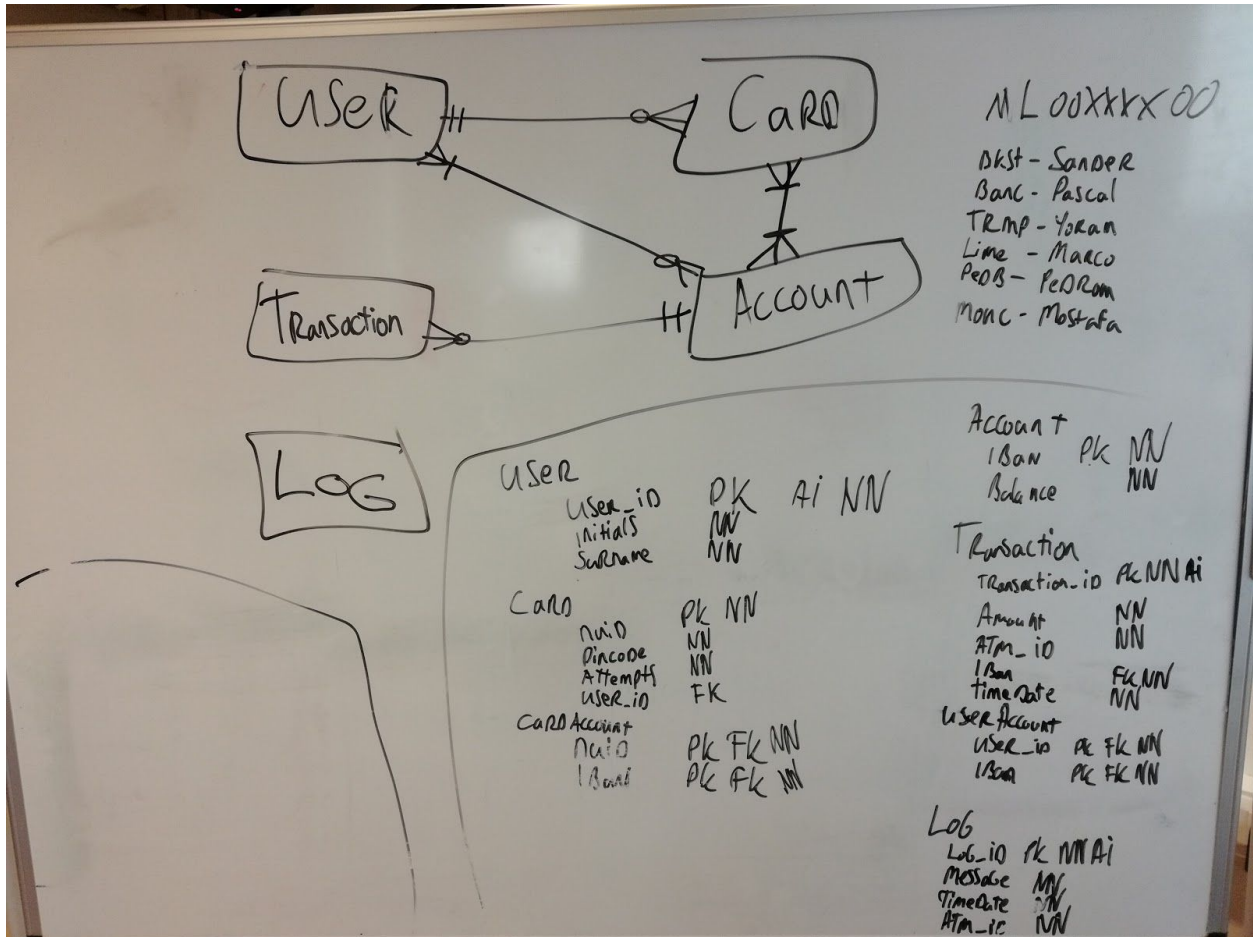 USER
CARD
Transaction
Account
LOG
ML 00XXXX00
BKST - SANDER
Banc - Pascal
TRMP - Yoram
Lime - Marco
PeDB - PeDRam
Monc - Mostafa
USER
USER_iD PK Ai NN
initials NN
SuRname NN
CARD
nuiD PK NN
Pincode NN
Attempts NN
USER_iD FK
CARDAccount
nuiD PK FK NN
IBan PK FK NN
Account
IBan PK NN
Balance NN
Transaction
TRansaction_iD PK NN Ai
Amount NN
ATm_iD NN
IBan FK NN
timeDate NN
USERAccount
USER_iD PK FK NN
IBan PK FK NN
LOG
LOG_iD PK NN Ai
Message NN
TimeDate NN
ATm_iD NN